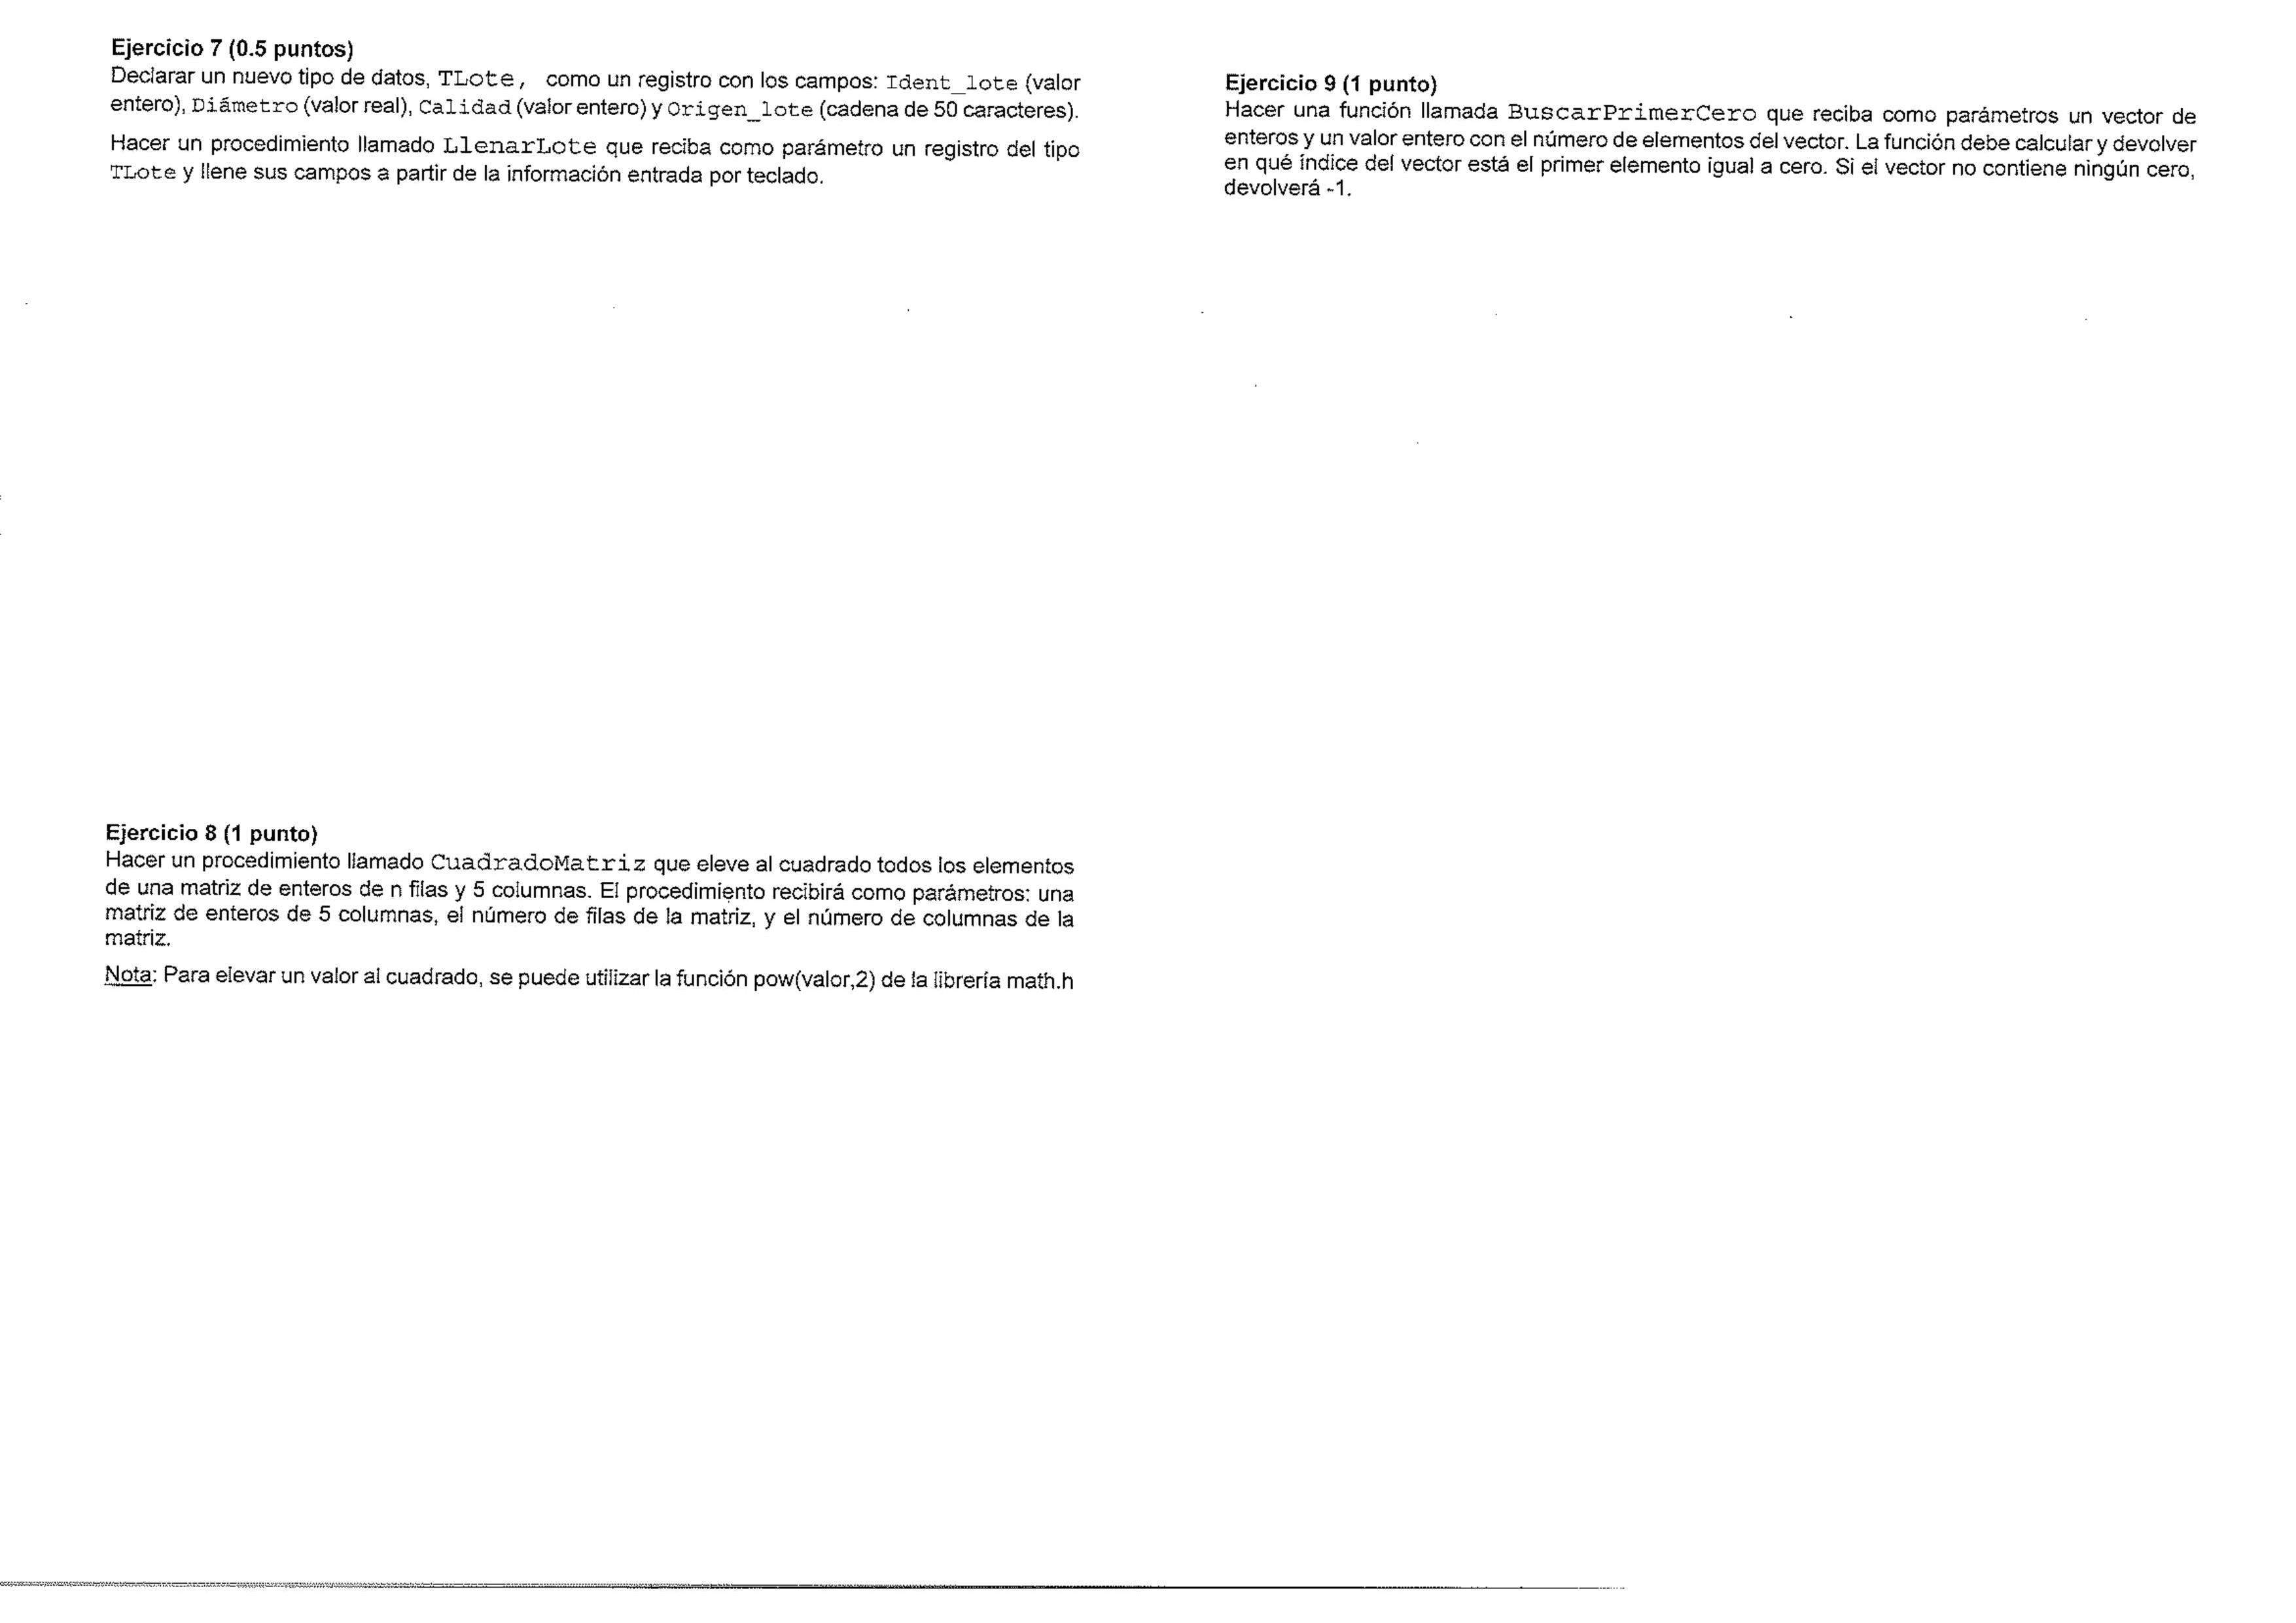 Ejercicio 7 (0.5 puntos)
Declarar un nuevo tipo de datos, TLote, como un registro con los campos: Ident_lote (valor
entero), Diámetro (valor real), Calidad (valor entero) y Origen_lote (cadena de 50 caracteres).
Hacer un procedimiento llamado LlenarLote que reciba como parámetro un registro del tipo
TLote y llene sus campos a partir de la información entrada por teclado.
Ejercicio 8 (1 punto)
Hacer un procedimiento llamado CuadradoMatriz que eleve al cuadrado todos los elementos
de una matriz de enteros de n filas y 5 columnas. El procedimiento recibirá como parámetros: una
matriz de enteros de 5 columnas, el número de filas de la matriz, y el número de columnas de la
matriz.
Nota: Para elevar un valor al cuadrado, se puede utilizar la función pow(valor,2) de la librería math.h
Ejercicio 9 (1 punto)
Hacer una función llamada BuscarPrimerCero que reciba como parámetros un vector de
enteros y un valor entero con el número de elementos del vector. La función debe calcular y devolver
en qué índice del vector está el primer elemento igual a cero. Si el vector no contiene ningún cero,
devolverá -1.